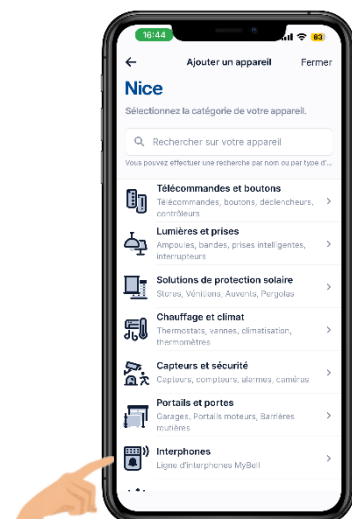 16:44
83
Ajouter un appareil
Fermer
Nice
Sélectionnez la catégorie de votre appareil.
Rechercher sur votre appareil
Vous pouvez effectuer une recherche par nom ou par type d'...
Télécommandes et boutons
Télécommandes, boutons, déclencheurs,
contrôleurs
Lumières et prises
Ampoules, bandes, prises intelligentes,
interrupteurs
Solutions de protection solaire
Stores, Vénitiens, Auvents, Pergolas
Chauffage et climat
Thermostats, vannes, climatisation,
thermomètres
Capteurs et sécurité
Capteurs, compteurs, alarmes, caméras
Portails et portes
Garages, Portails moteurs, Barrières
routières
Interphones
Ligne d'interphones MyBell